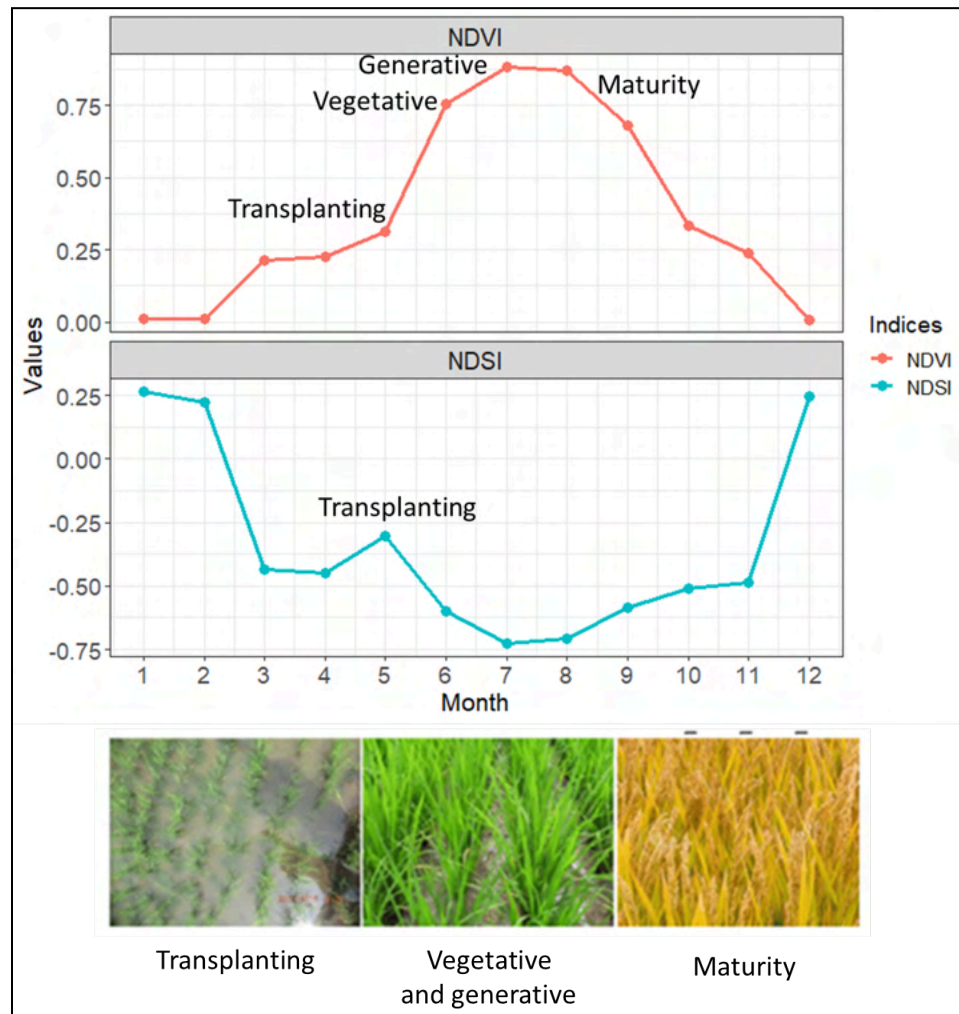 NDVI
Generative
Vegetative
Maturity
Transplanting
0.75
0.50
0.25
0.00
Values
Indices
NDVI
NDSI
NDSI
Transplanting
0.25
0.00
-0.25
-0.50
-0.75
1 2 3 4 5 6 7 8 9 10 11 12
Month
Transplanting
Vegetative
and generative
Maturity